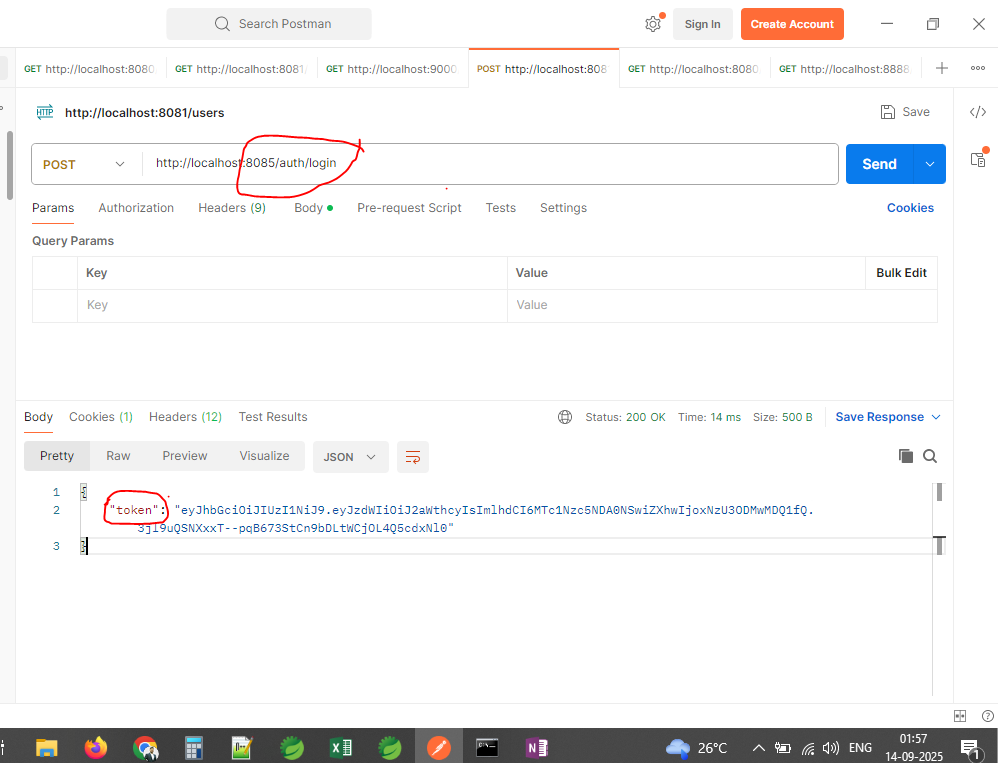 Search Postman
Sign In
Create Account
GET http://localhost:8080
GET http://localhost:8081/
GET http://localhost:9000
POST http://localhost:808
GET http://localhost:8080
GET http://localhost:8888
HTTP http://localhost:8081/users
Save
POST
http://localhost:8085/auth/login
Send
Params Authorization Headers (9) Body Pre-request Script Tests Settings Cookies
Query Params
Key Value Bulk Edit
Key Value
Body Cookies (1) Headers (12) Test Results
Status: 200 OK Time: 14 ms Size: 500 B Save Response
Pretty Raw Preview Visualize JSON
1 {
2 "token": "eyJhbGciOiJIUzI1NiJ9.eyJzdWIiOiJ2aWthcyIsImlhdCI6MTc1Nzc5NDA0NSwiZXhwIjoxNzU3ODMwMDQ1fQ.
3jl9uQSNXxxT--pqB673StCn9bDLtWCjOL4Q5cdxNl0"
3 }
26°C
ENG
01:57
14-09-2025
1